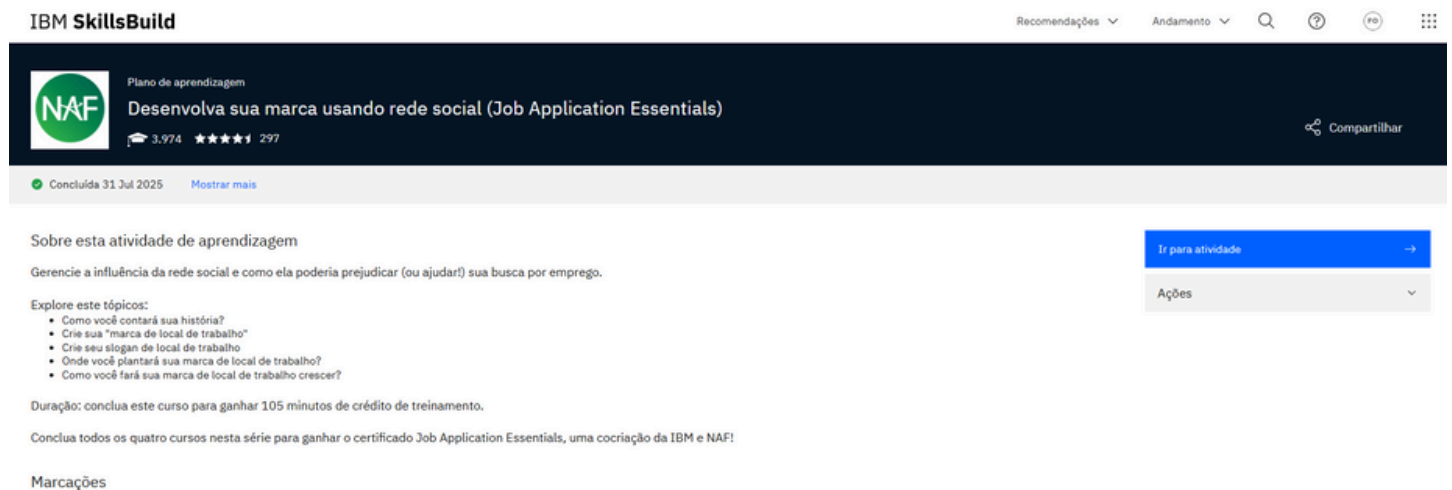 IBM SkillsBuild
Recomendações
Andamento
FO
NAF
Plano de aprendizagem
Desenvolva sua marca usando rede social (Job Application Essentials)
3.974
297
Compartilhar
Concluída 31 Jul 2025
Mostrar mais
Sobre esta atividade de aprendizagem
Gerencie a influência da rede social e como ela poderia prejudicar (ou ajudar!) sua busca por emprego.
Explore este tópicos:
• Como você contará sua história?
• Crie sua "marca de local de trabalho"
• Crie seu slogan de local de trabalho
• Onde você plantará sua marca de local de trabalho?
• Como você fará sua marca de local de trabalho crescer?
Duração: conclua este curso para ganhar 105 minutos de crédito de treinamento.
Conclua todos os quatro cursos nesta série para ganhar o certificado Job Application Essentials, uma cocriação da IBM e NAF!
Marcações
Ir para atividade
Ações